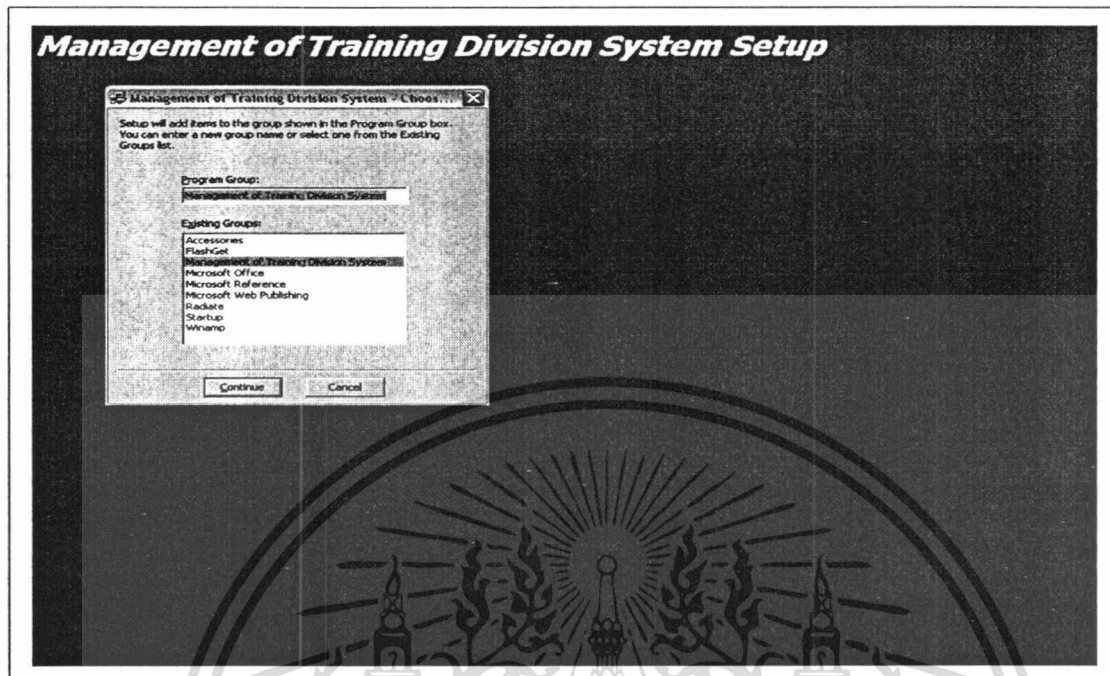 Management of Training Division System Setup
Management of Training Division System - Choos...
Setup will add items to the group shown in the Program Group box.
You can enter a new group name or select one from the Existing
Groups list.
Program Group:
Management of Training Division System
Existing Groups:
Accessories
FlashGet
Management of Training Division System
Microsoft Office
Microsoft Reference
Microsoft Web Publishing
Radiate
Startup
Winamp
Continue
Cancel